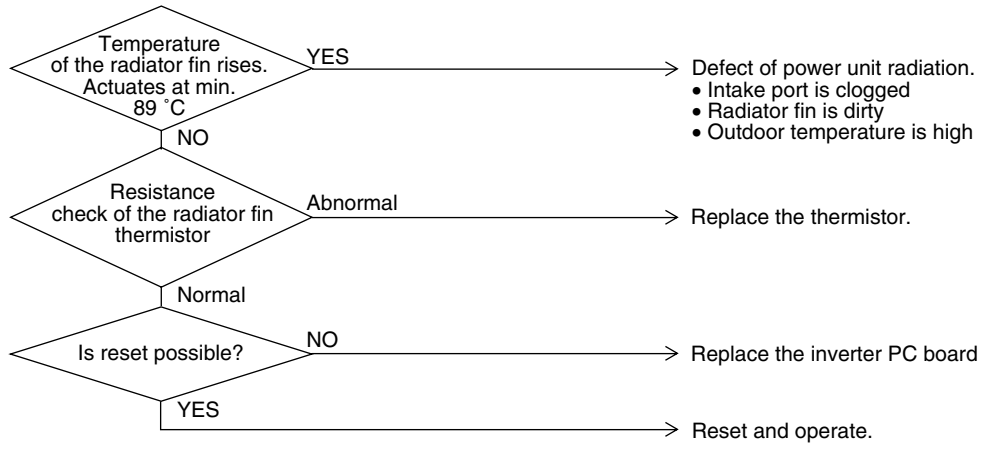 Temperature
of the radiator fin rises.
Actuates at min.
89 ˚C
YES
Defect of power unit radiation.
• Intake port is clogged
• Radiator fin is dirty
• Outdoor temperature is high
NO
Resistance
check of the radiator fin
thermistor
Abnormal
Replace the thermistor.
Normal
Is reset possible?
NO
Replace the inverter PC board
YES
Reset and operate.